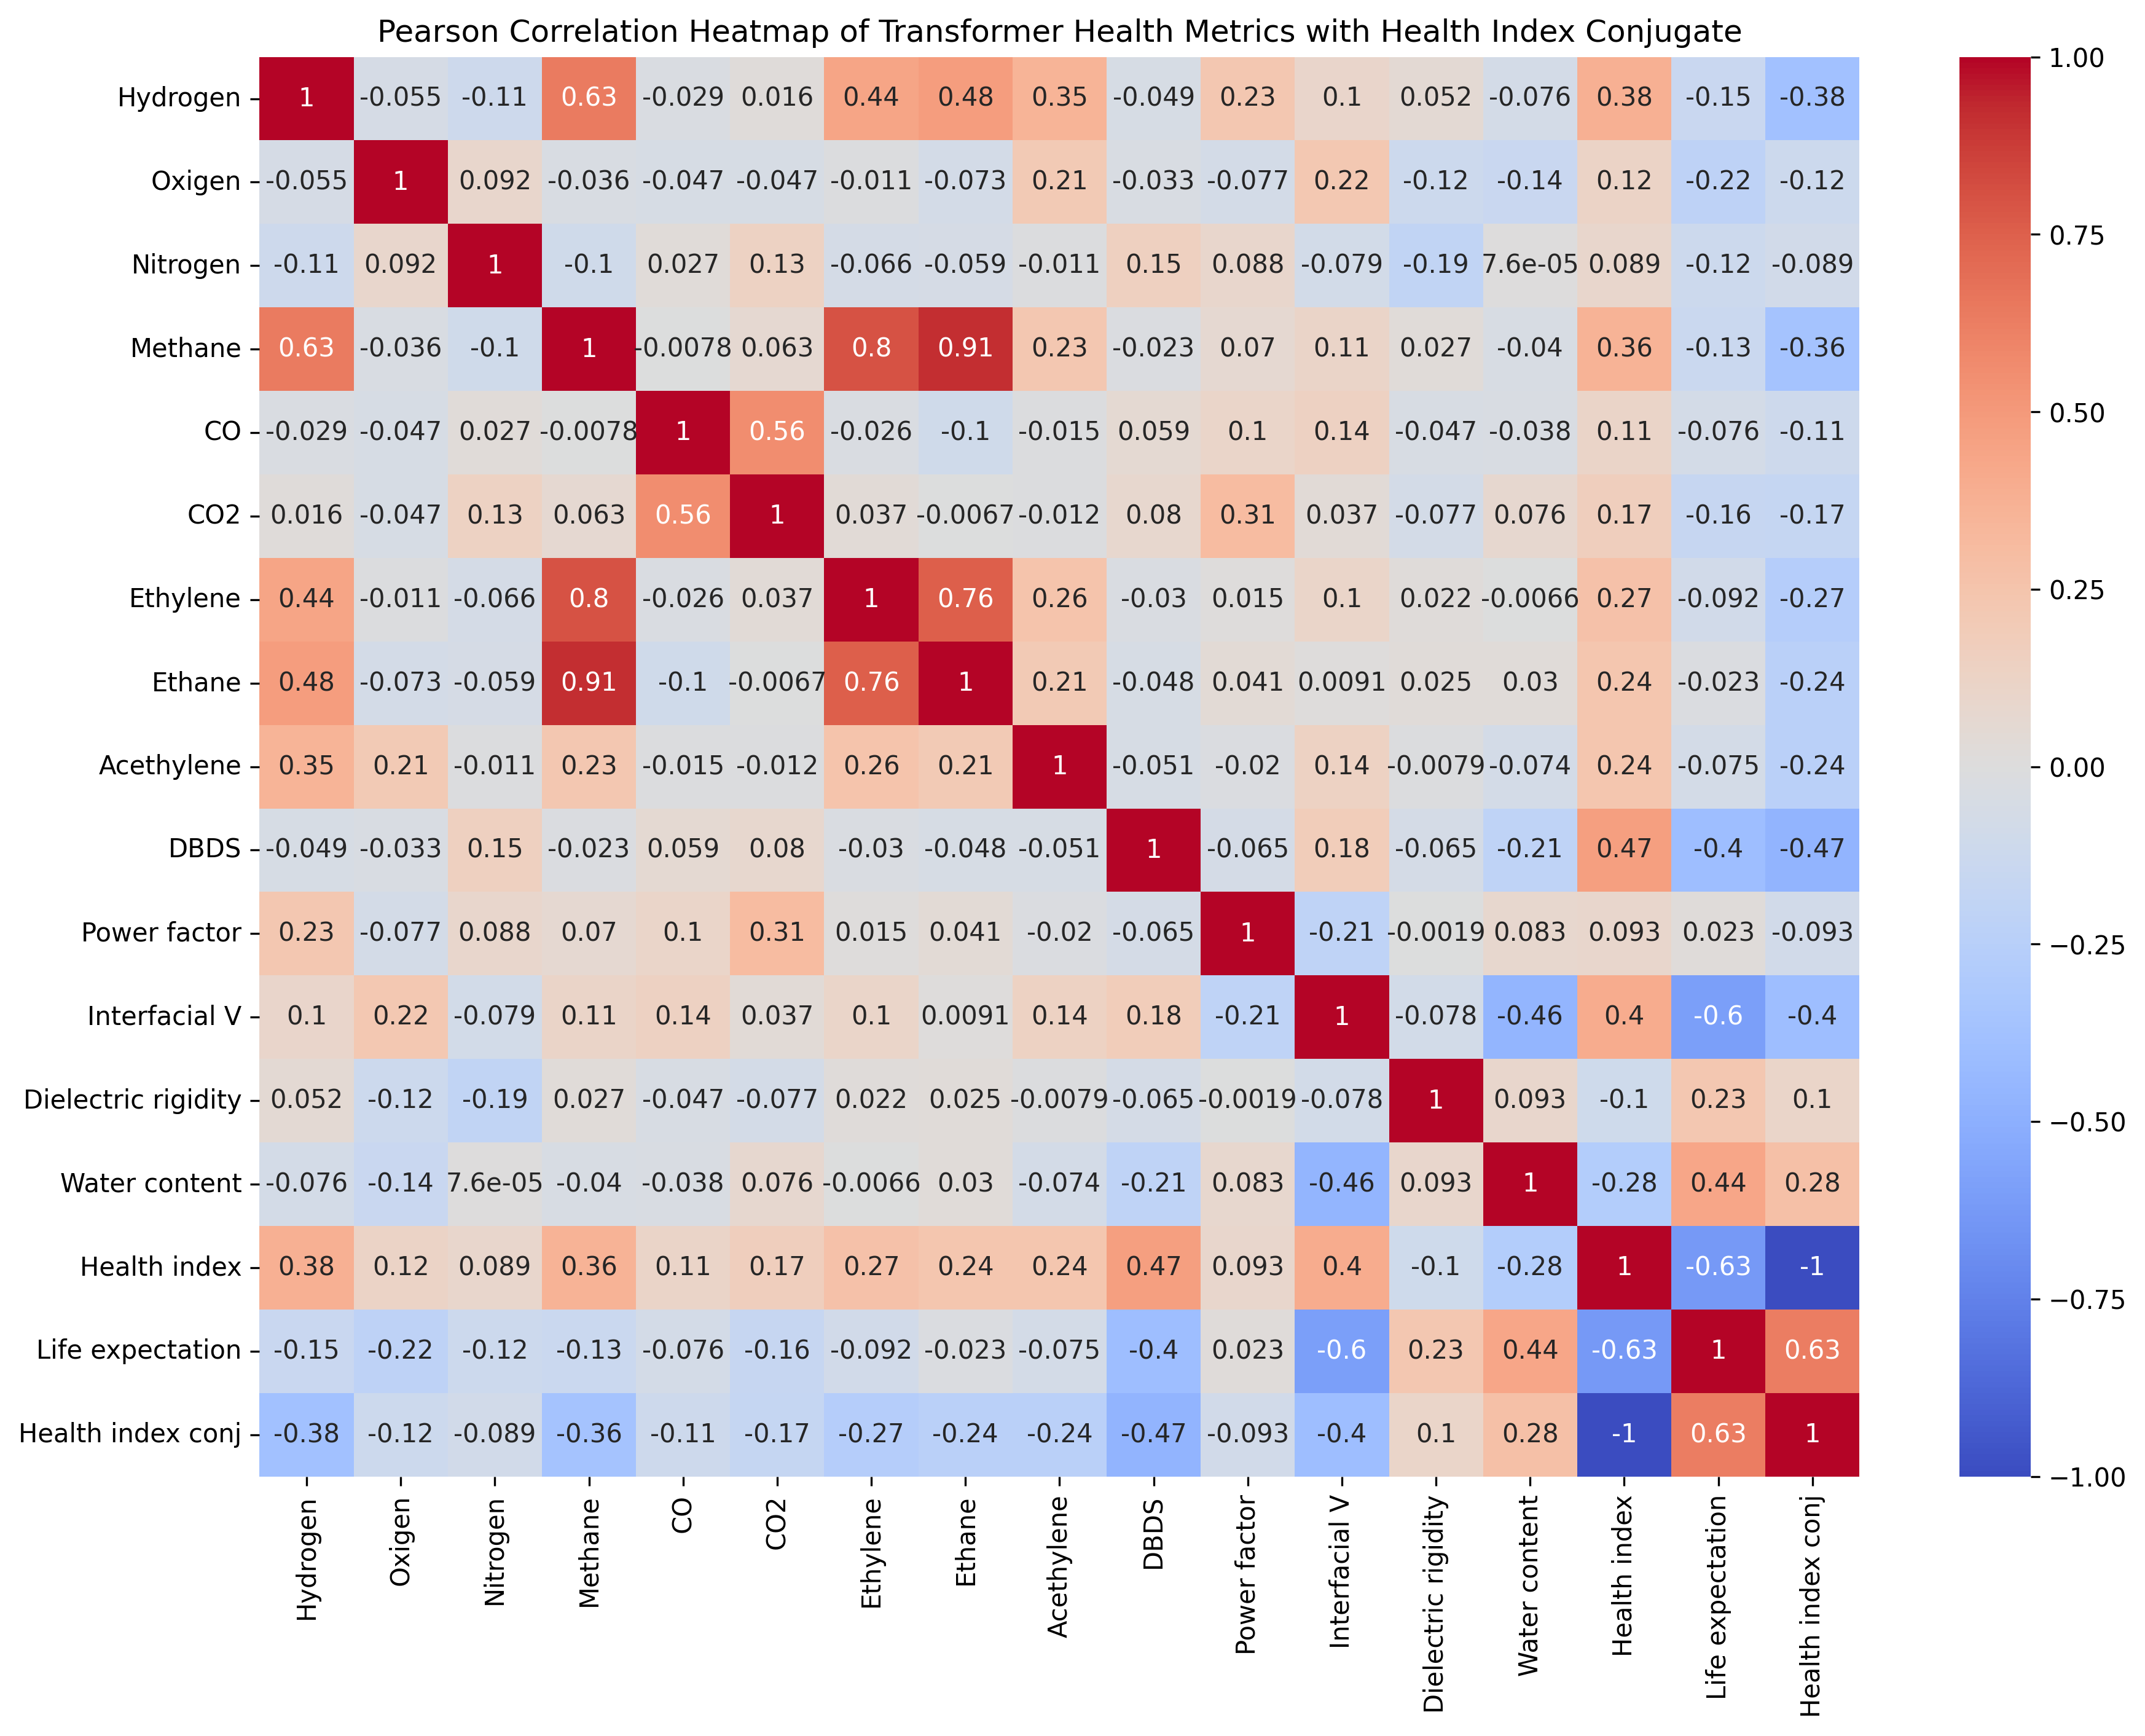 Pearson Correlation Heatmap of Transformer Health Metrics with Health Index Conjugate
Hydrogen 1 -0.055 -0.11 0.63 -0.029 0.016 0.44 0.48 0.35 -0.049 0.23 0.1 0.052 -0.076 0.38 -0.15 -0.38
Oxigen -0.055 1 0.092 -0.036 -0.047 -0.047 -0.011 -0.073 0.21 -0.033 -0.077 0.22 -0.12 -0.14 0.12 -0.22 -0.12
Nitrogen -0.11 0.092 1 -0.1 0.027 0.13 -0.066 -0.059 -0.011 0.15 0.088 -0.079 -0.19 7.6e-05 0.089 -0.12 -0.089
Methane 0.63 -0.036 -0.1 1 -0.0078 0.063 0.8 0.91 0.23 -0.023 0.07 0.11 0.027 -0.04 0.36 -0.13 -0.36
CO -0.029 -0.047 0.027 -0.0078 1 0.56 -0.026 -0.1 -0.015 0.059 0.1 0.14 -0.047 -0.038 0.11 -0.076 -0.11
CO2 0.016 -0.047 0.13 0.063 0.56 1 0.037 -0.0067 -0.012 0.08 0.31 0.037 -0.077 0.076 0.17 -0.16 -0.17
Ethylene 0.44 -0.011 -0.066 0.8 -0.026 0.037 1 0.76 0.26 -0.03 0.015 0.1 0.022 -0.0066 0.27 -0.092 -0.27
Ethane 0.48 -0.073 -0.059 0.91 -0.1 -0.0067 0.76 1 0.21 -0.048 0.041 0.0091 0.025 0.03 0.24 -0.023 -0.24
Acethylene 0.35 0.21 -0.011 0.23 -0.015 -0.012 0.26 0.21 1 -0.051 -0.02 0.14 -0.0079 -0.074 0.24 -0.075 -0.24
DBDS -0.049 -0.033 0.15 -0.023 0.059 0.08 -0.03 -0.048 -0.051 1 -0.065 0.18 -0.065 -0.21 0.47 -0.4 -0.47
Power factor 0.23 -0.077 0.088 0.07 0.1 0.31 0.015 0.041 -0.02 -0.065 1 -0.21 -0.0019 0.083 0.093 0.023 -0.093
Interfacial V 0.1 0.22 -0.079 0.11 0.14 0.037 0.1 0.0091 0.14 0.18 -0.21 1 -0.078 -0.46 0.4 -0.6 -0.4
Dielectric rigidity 0.052 -0.12 -0.19 0.027 -0.047 -0.077 0.022 0.025 -0.0079 -0.065 -0.0019 -0.078 1 0.093 -0.1 0.23 0.1
Water content -0.076 -0.14 7.6e-05 -0.04 -0.038 0.076 -0.0066 0.03 -0.074 -0.21 0.083 -0.46 0.093 1 -0.28 0.44 0.28
Health index 0.38 0.12 0.089 0.36 0.11 0.17 0.27 0.24 0.24 0.47 0.093 0.4 -0.1 -0.28 1 -0.63 -1
Life expectation -0.15 -0.22 -0.12 -0.13 -0.076 -0.16 -0.092 -0.023 -0.075 -0.4 0.023 -0.6 0.23 0.44 -0.63 1 0.63
Health index conj -0.38 -0.12 -0.089 -0.36 -0.11 -0.17 -0.27 -0.24 -0.24 -0.47 -0.093 -0.4 0.1 0.28 -1 0.63 1
Hydrogen
Oxigen
Nitrogen
Methane
CO
CO2
Ethylene
Ethane
Acethylene
DBDS
Power factor
Interfacial V
Dielectric rigidity
Water content
Health index
Life expectation
Health index conj
1.00
0.75
0.50
0.25
0.00
−0.25
−0.50
−0.75
−1.00